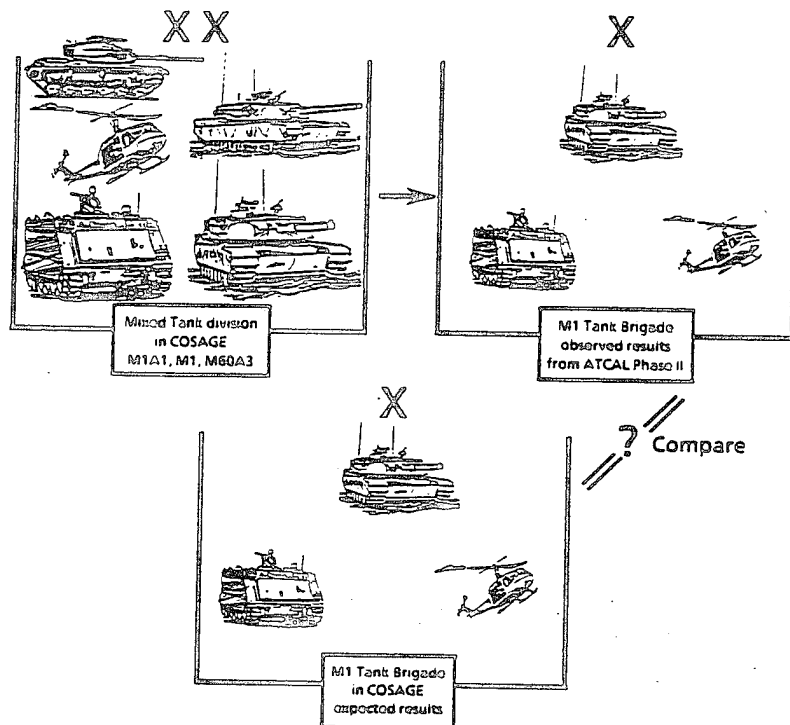 X X
X
Mixed Tank division
in COSAGE
M1A1, M1, M60A3
M1 Tank Brigade
observed results
from ATCAL Phase II
? Compare
X
M1 Tank Brigade
in COSAGE
expected results